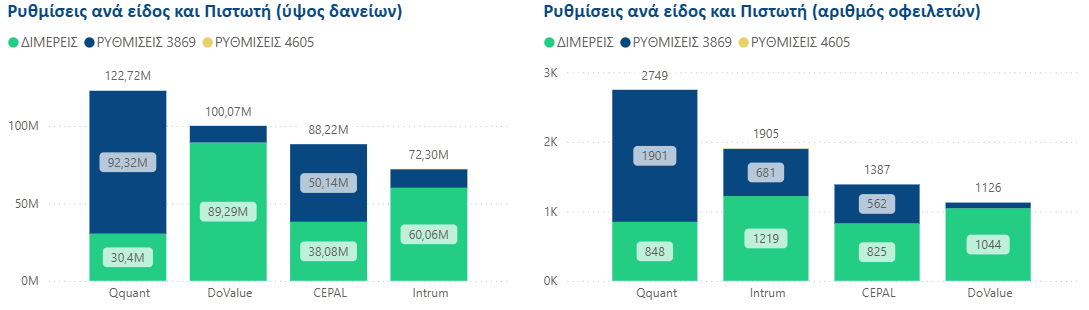 Ρυθμίσεις ανά είδος και Πιστωτή (ύψος δανείων)
ΔΙΜΕΡΕΙΣ ΡΥΘΜΙΣΕΙΣ 3869 ΡΥΘΜΙΣΕΙΣ 4605
122,72M
100,07M
88,22M
72,30M
100M
50M
0M
92,32M
30,4M
89,29M
50,14M
38,08M
60,06M
Qquant DoValue CEPAL Intrum
Ρυθμίσεις ανά είδος και Πιστωτή (αριθμός οφειλετών)
ΔΙΜΕΡΕΙΣ ΡΥΘΜΙΣΕΙΣ 3869 ΡΥΘΜΙΣΕΙΣ 4605
3K
2K
1K
0K
2749
1905
1387
1126
1901
848
681
1219
562
825
1044
Qquant Intrum CEPAL DoValue